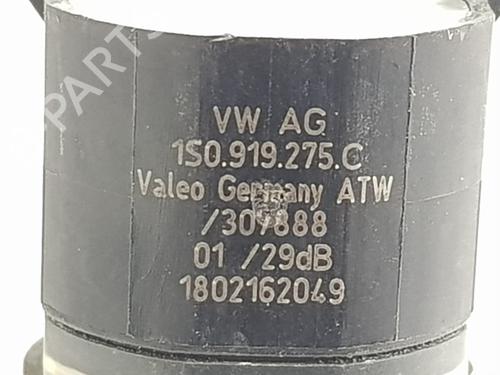 VW AG
1S0.919.275.C
Valeo Germany ATW
/307888
01 /29dB
1802162049